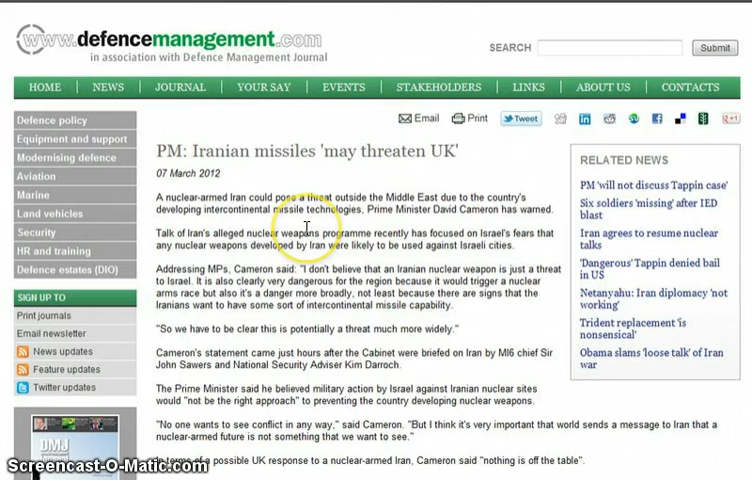 www.defencemanagement.com
in association with Defence Management Journal
SEARCH
Submit
HOME NEWS JOURNAL YOUR SAY EVENTS STAKEHOLDERS LINKS ABOUT US CONTACTS
Defence policy
Equipment and support
Modernising defence
Aviation
Marine
Land vehicles
Security
HR and training
Defence estates (DIO)
SIGN UP TO
Print journals
Email newsletter
News updates
Feature updates
Twitter updates
DMJ
Email Print Tweet +1
PM: Iranian missiles 'may threaten UK'
07 March 2012
A nuclear-armed Iran could pose a threat outside the Middle East due to the country's
developing intercontinental missile technologies, Prime Minister David Cameron has warned.
Talk of Iran's alleged nuclear weapons programme recently has focused on Israel's fears that
any nuclear weapons developed by Iran were likely to be used against Israeli cities.
Addressing MPs, Cameron said: "I don't believe that an Iranian nuclear weapon is just a threat
to Israel. It is also clearly very dangerous for the region because it would trigger a nuclear
arms race but also it's a danger more broadly, not least because there are signs that the
Iranians want to have some sort of intercontinental missile capability.
"So we have to be clear this is potentially a threat much more widely."
Cameron's statement came just hours after the Cabinet were briefed on Iran by MI6 chief Sir
John Sawers and National Security Adviser Kim Darroch.
The Prime Minister said he believed military action by Israel against Iranian nuclear sites
would "not be the right approach" to preventing the country developing nuclear weapons.
"No one wants to see conflict in any way," said Cameron. "But I think it's very important that world sends a message to Iran that a
nuclear-armed future is not something that we want to see."
In terms of a possible UK response to a nuclear-armed Iran, Cameron said "nothing is off the table".
RELATED NEWS
PM 'will not discuss Tappin case'
Six soldiers 'missing' after IED
blast
Iran agrees to resume nuclear
talks
'Dangerous' Tappin denied bail
in US
Netanyahu: Iran diplomacy 'not
working'
Trident replacement 'is
nonsensical'
Obama slams 'loose talk' of Iran
war
Screencast-O-Matic.com